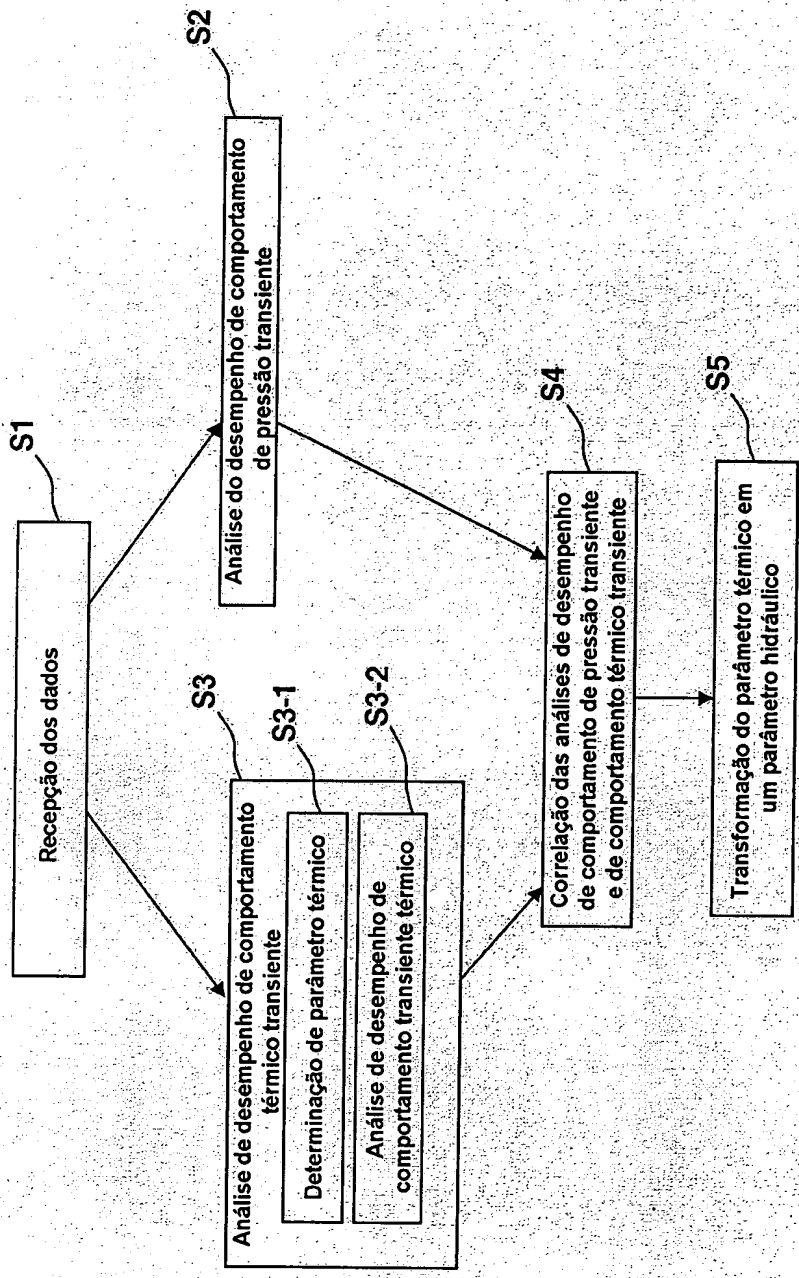 Recepção dos dados
S1
Análise do desempenho de comportamento
de pressão transiente
S2
Análise de desempenho de comportamento
térmico transiente
S3
Determinação de parâmetro térmico
S3-1
Análise de desempenho de
comportamento transiente térmico
S3-2
Correlação das análises de desempenho
de comportamento de pressão transiente
e de comportamento térmico transiente
S4
Transformação do parâmetro térmico em
um parâmetro hidráulico
S5